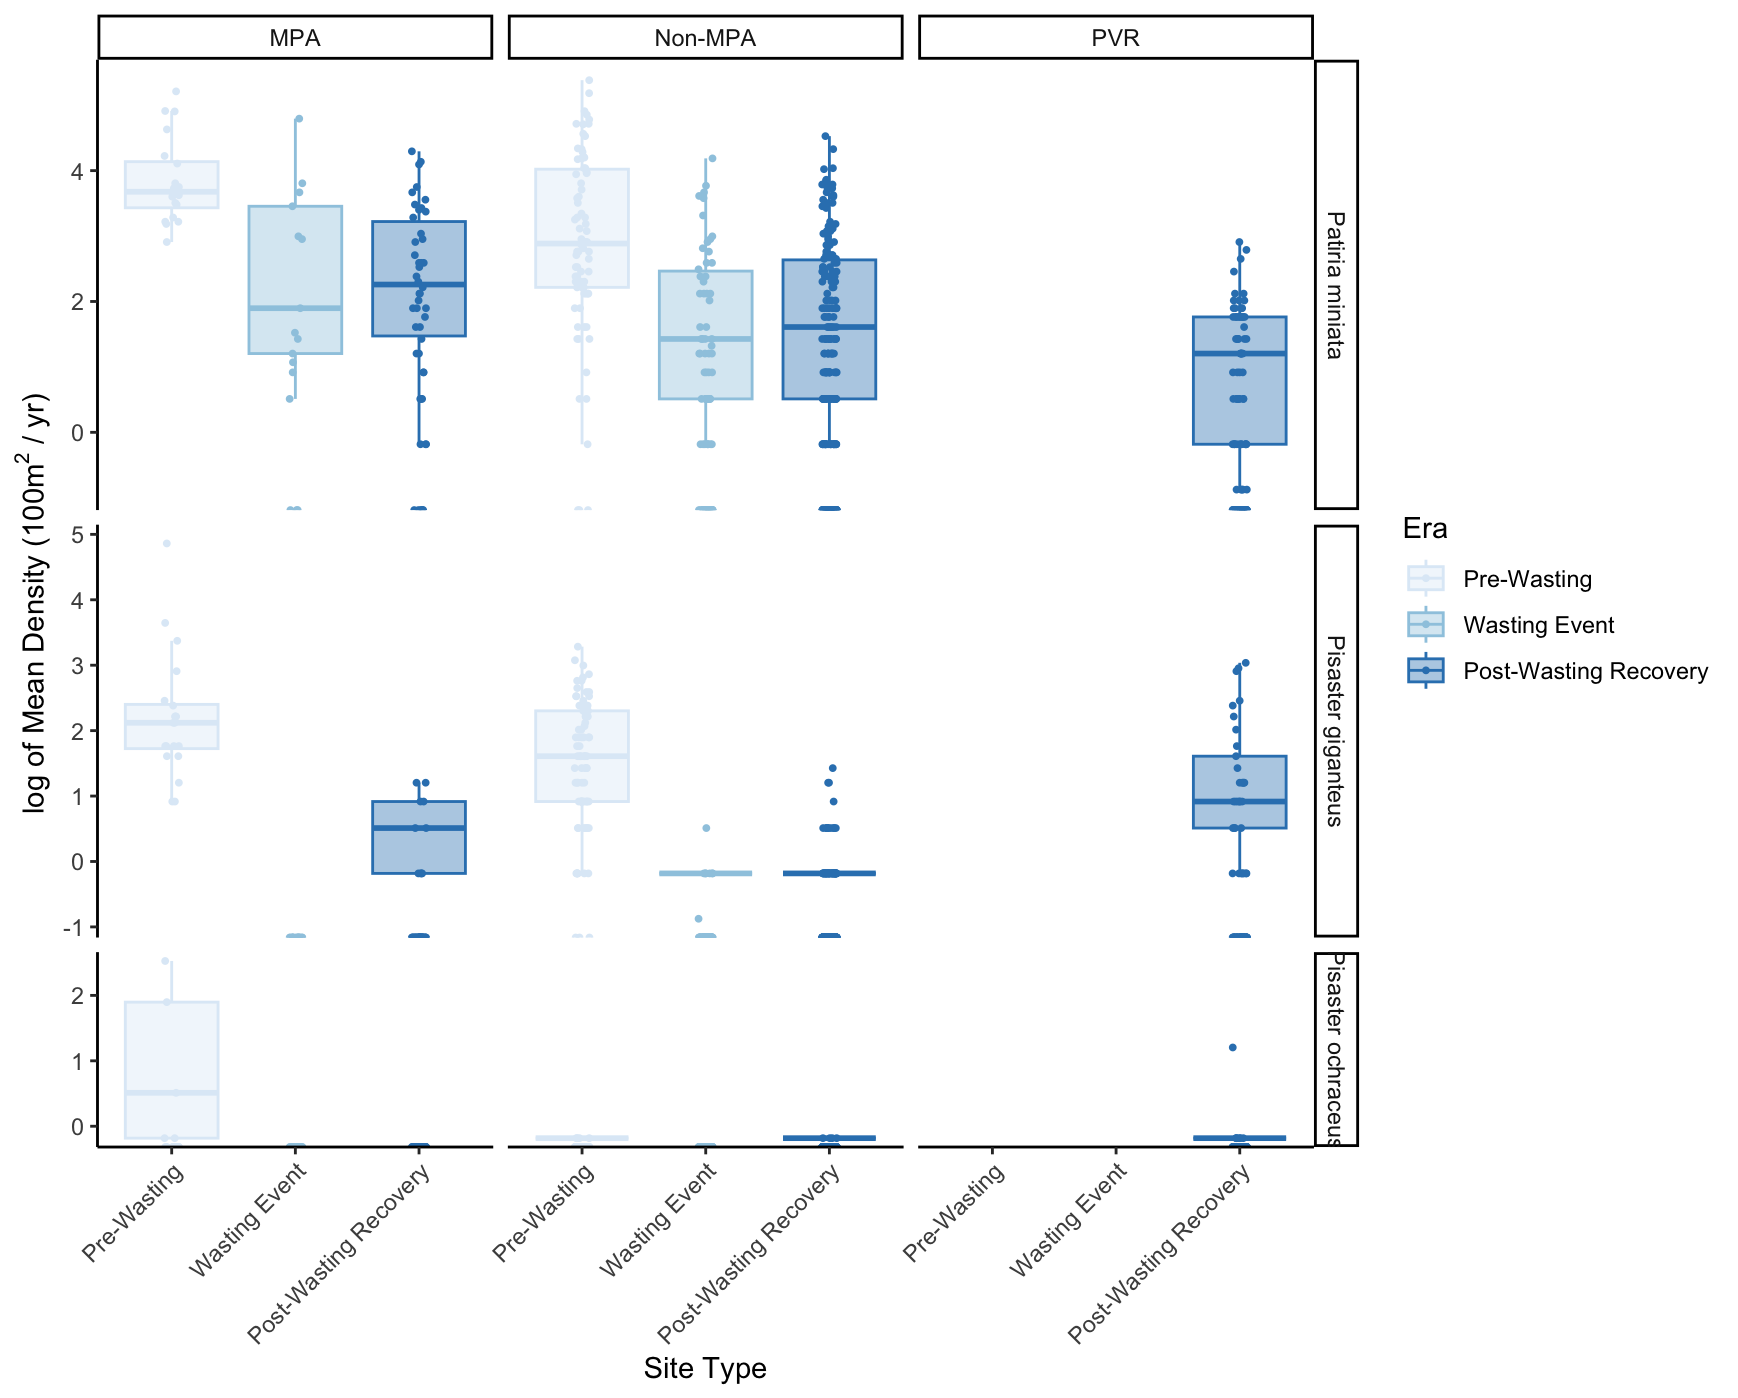 MPA
Non-MPA
PVR
log of Mean Density (100m² / yr)
4
2
0
Patiria miniata
5
4
3
2
1
0
-1
Pisaster giganteus
2
1
0
Pisaster ochraceus
Pre-Wasting
Wasting Event
Post-Wasting Recovery
Pre-Wasting
Wasting Event
Post-Wasting Recovery
Pre-Wasting
Wasting Event
Post-Wasting Recovery
Site Type
Era
Pre-Wasting
Wasting Event
Post-Wasting Recovery